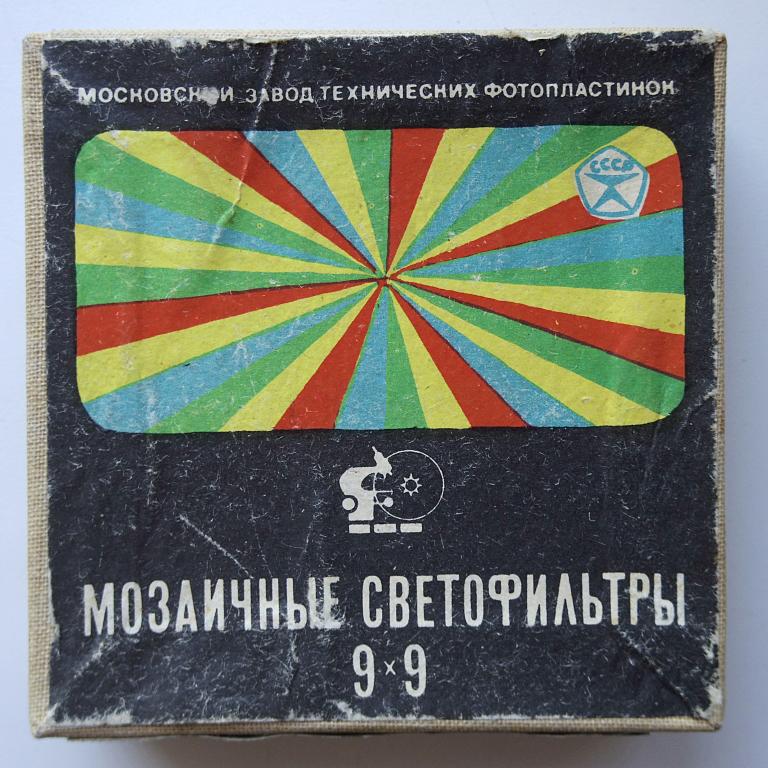 МОСКОВСКИЙ ЗАВОД ТЕХНИЧЕСКИХ ФОТОПЛАСТИНОК
СССР
МОЗАИЧНЫЕ СВЕТОФИЛЬТРЫ
9×9